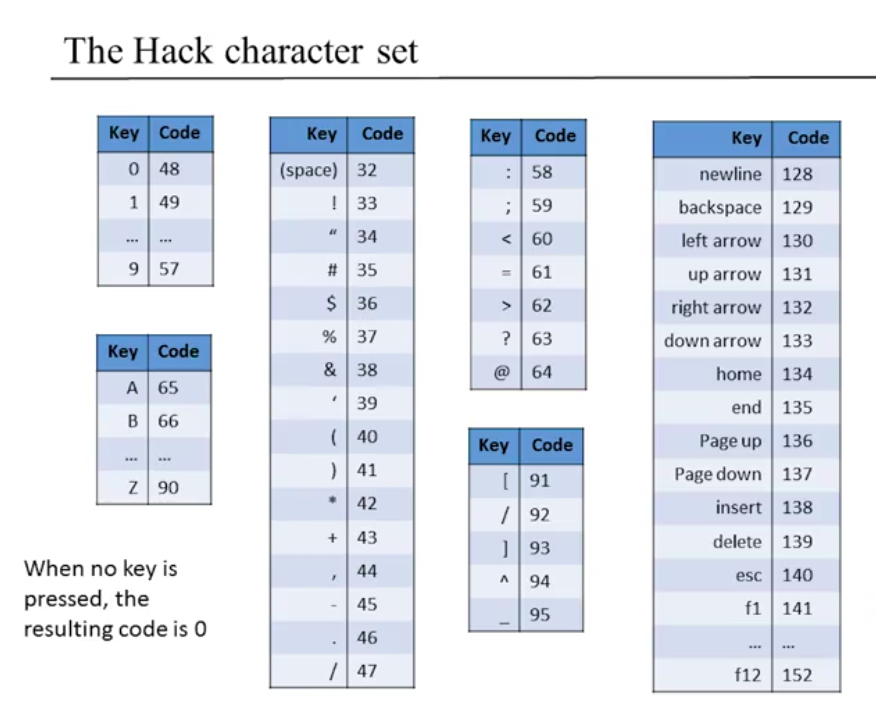 The Hack character set
Key Code
0 48
1 49
... ...
9 57
Key Code
A 65
B 66
... ...
Z 90
When no key is
pressed, the
resulting code is 0
Key Code
(space) 32
! 33
“ 34
# 35
$ 36
% 37
& 38
‘ 39
( 40
) 41
* 42
+ 43
, 44
- 45
. 46
/ 47
Key Code
: 58
; 59
< 60
= 61
> 62
? 63
@ 64
Key Code
[ 91
/ 92
] 93
^ 94
_ 95
Key Code
newline 128
backspace 129
left arrow 130
up arrow 131
right arrow 132
down arrow 133
home 134
end 135
Page up 136
Page down 137
insert 138
delete 139
esc 140
f1 141
... ...
f12 152